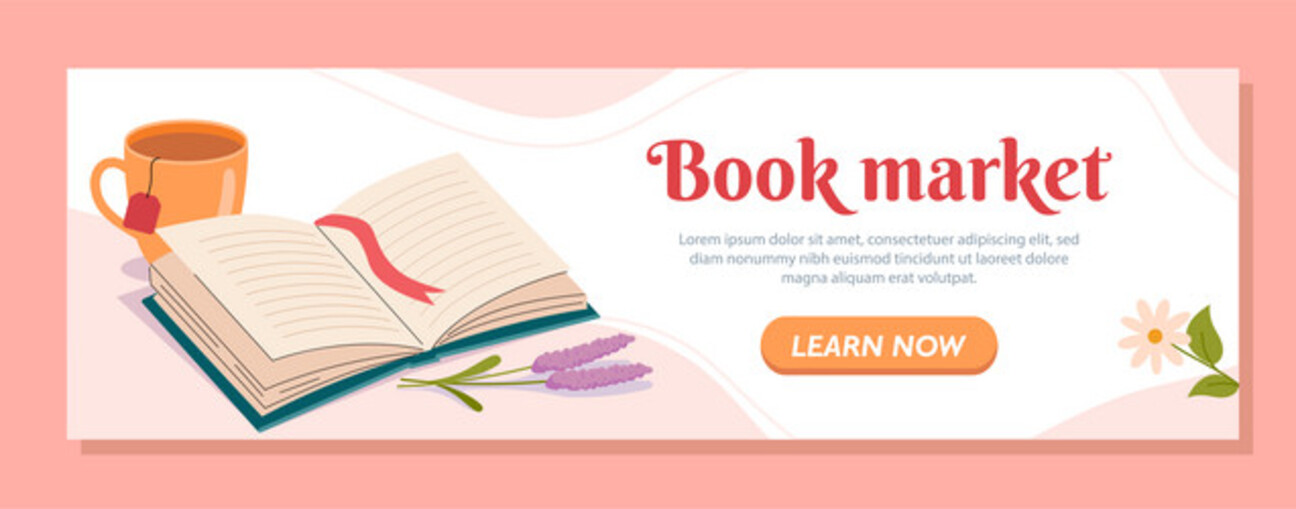 Book market
Lorem ipsum dolor sit amet, consectetuer adipiscing elit, sed
diam nonummy nibh euismod tincidunt ut laoreet dolore
magna aliquam erat volutpat.
LEARN NOW